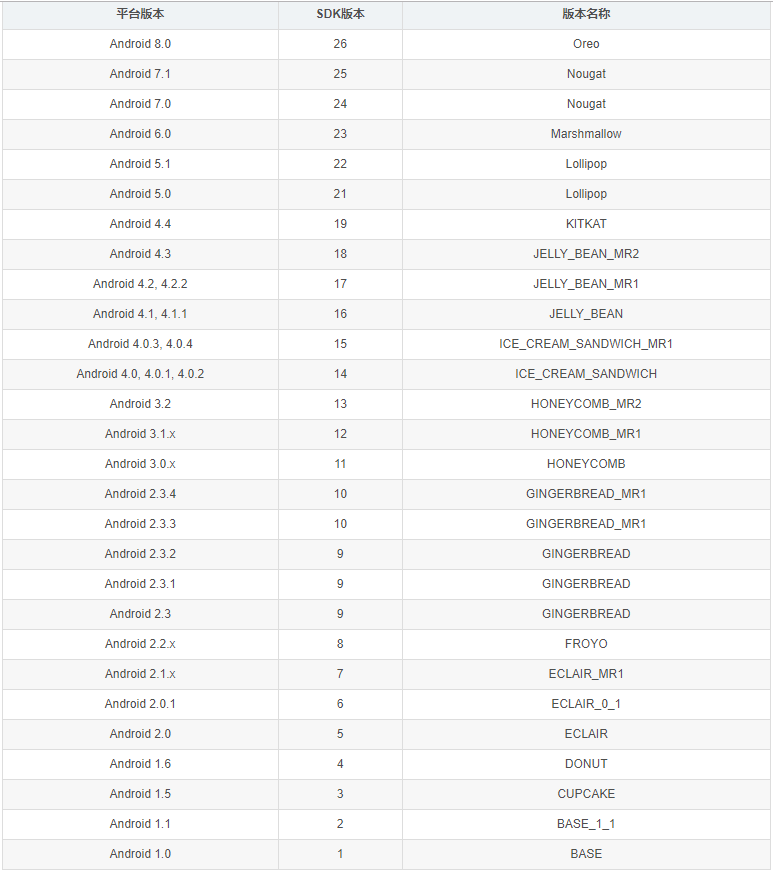 平台版本 SDK版本 版本名称
Android 8.0 26 Oreo
Android 7.1 25 Nougat
Android 7.0 24 Nougat
Android 6.0 23 Marshmallow
Android 5.1 22 Lollipop
Android 5.0 21 Lollipop
Android 4.4 19 KITKAT
Android 4.3 18 JELLY_BEAN_MR2
Android 4.2, 4.2.2 17 JELLY_BEAN_MR1
Android 4.1, 4.1.1 16 JELLY_BEAN
Android 4.0.3, 4.0.4 15 ICE_CREAM_SANDWICH_MR1
Android 4.0, 4.0.1, 4.0.2 14 ICE_CREAM_SANDWICH
Android 3.2 13 HONEYCOMB_MR2
Android 3.1.x 12 HONEYCOMB_MR1
Android 3.0.x 11 HONEYCOMB
Android 2.3.4 10 GINGERBREAD_MR1
Android 2.3.3 10 GINGERBREAD_MR1
Android 2.3.2 9 GINGERBREAD
Android 2.3.1 9 GINGERBREAD
Android 2.3 9 GINGERBREAD
Android 2.2.x 8 FROYO
Android 2.1.x 7 ECLAIR_MR1
Android 2.0.1 6 ECLAIR_0_1
Android 2.0 5 ECLAIR
Android 1.6 4 DONUT
Android 1.5 3 CUPCAKE
Android 1.1 2 BASE_1_1
Android 1.0 1 BASE